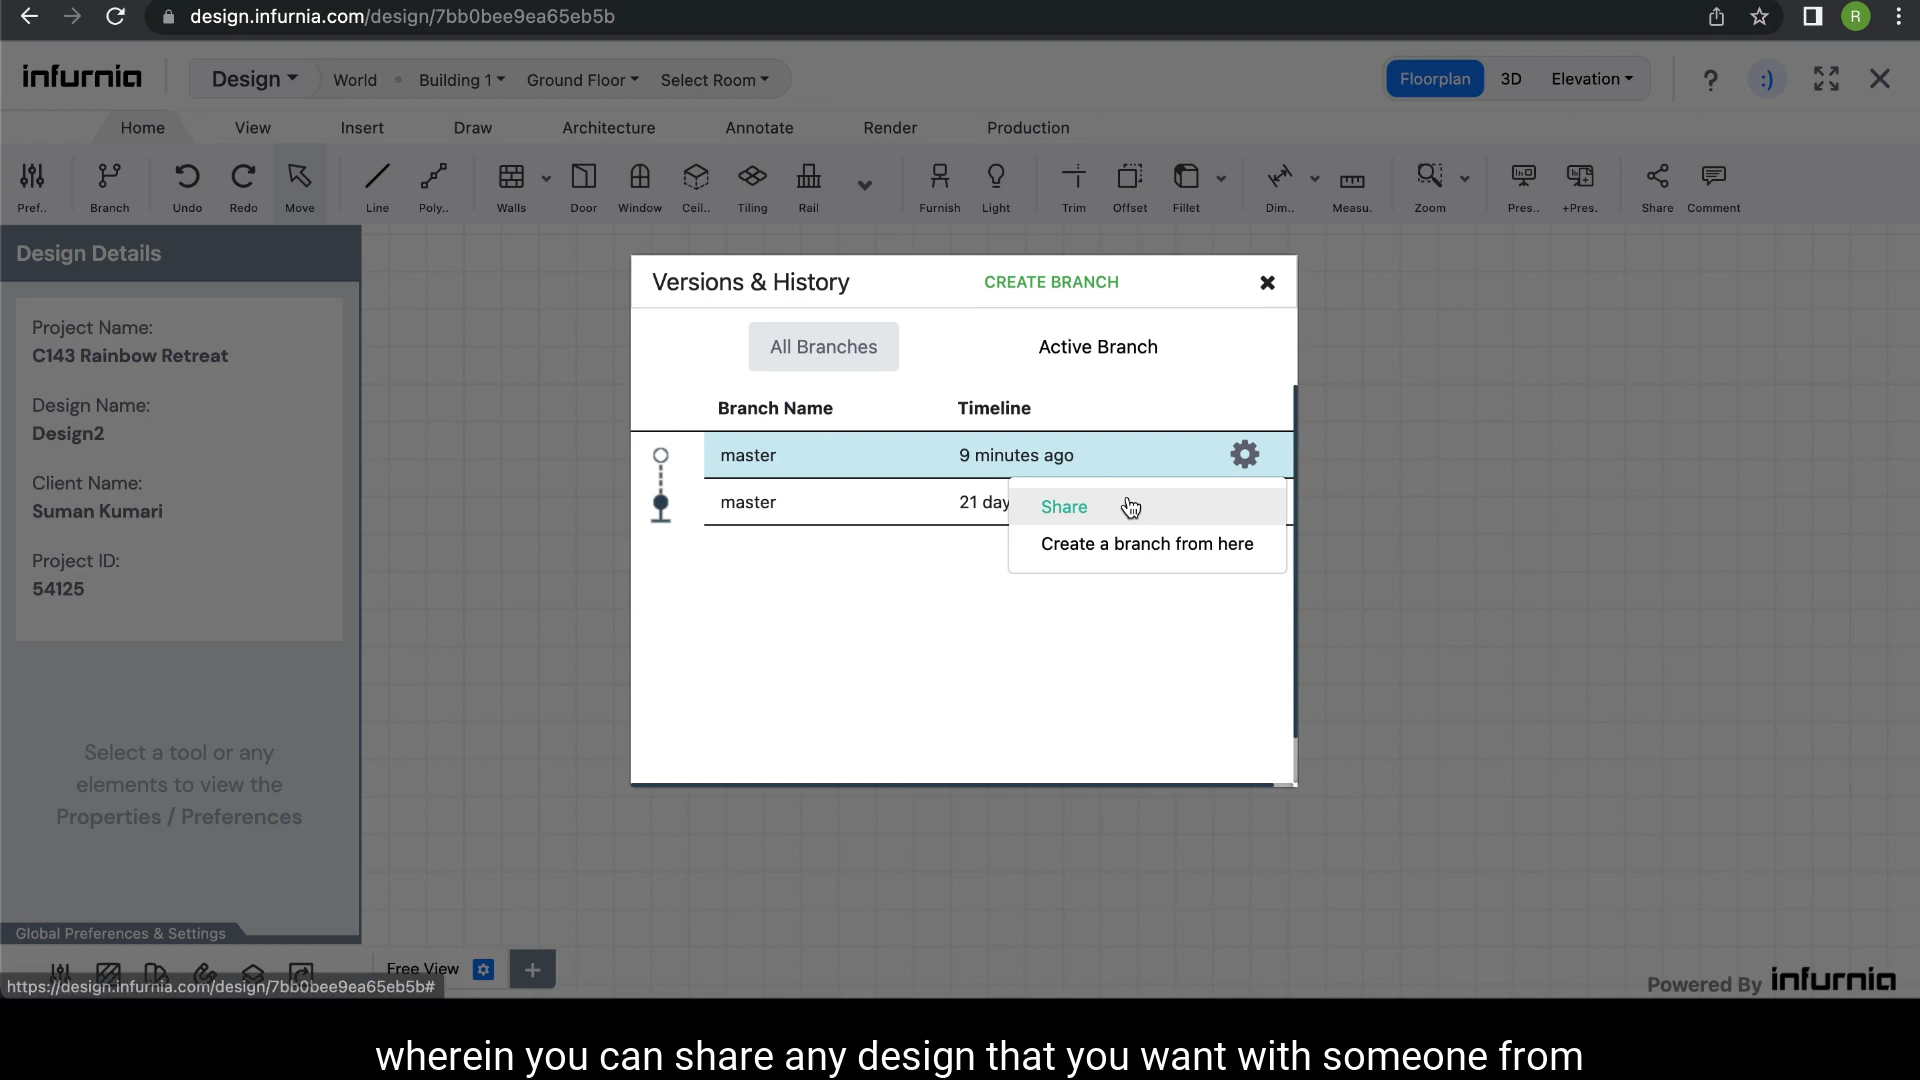 design.infurnia.com/design/7bb0bee9ea65eb5b
R
infurnia
Design
World
Building 1
Ground Floor
Select Room
Floorplan
3D
Elevation
?
:)
Home
View
Insert
Draw
Architecture
Annotate
Render
Production
Pref..
Branch
Undo
Redo
Move
Line
Poly..
Walls
Door
Window
Ceil..
Tiling
Rail
Furnish
Light
Trim
Offset
Fillet
Dim..
Measu.
Zoom
Pres..
+Pres.
Share
Comment
Design Details
Project Name:
C143 Rainbow Retreat
Design Name:
Design2
Client Name:
Suman Kumari
Project ID:
54125
Select a tool or any
elements to view the
Properties / Preferences
Global Preferences & Settings
Versions & History
CREATE BRANCH
All Branches
Active Branch
Branch Name
Timeline
master
9 minutes ago
master
21 day
Share
Create a branch from here
Free View
+
https://design.infurnia.com/design/7bb0bee9ea65eb5b#
Powered By infurnia
wherein you can share any design that you want with someone from